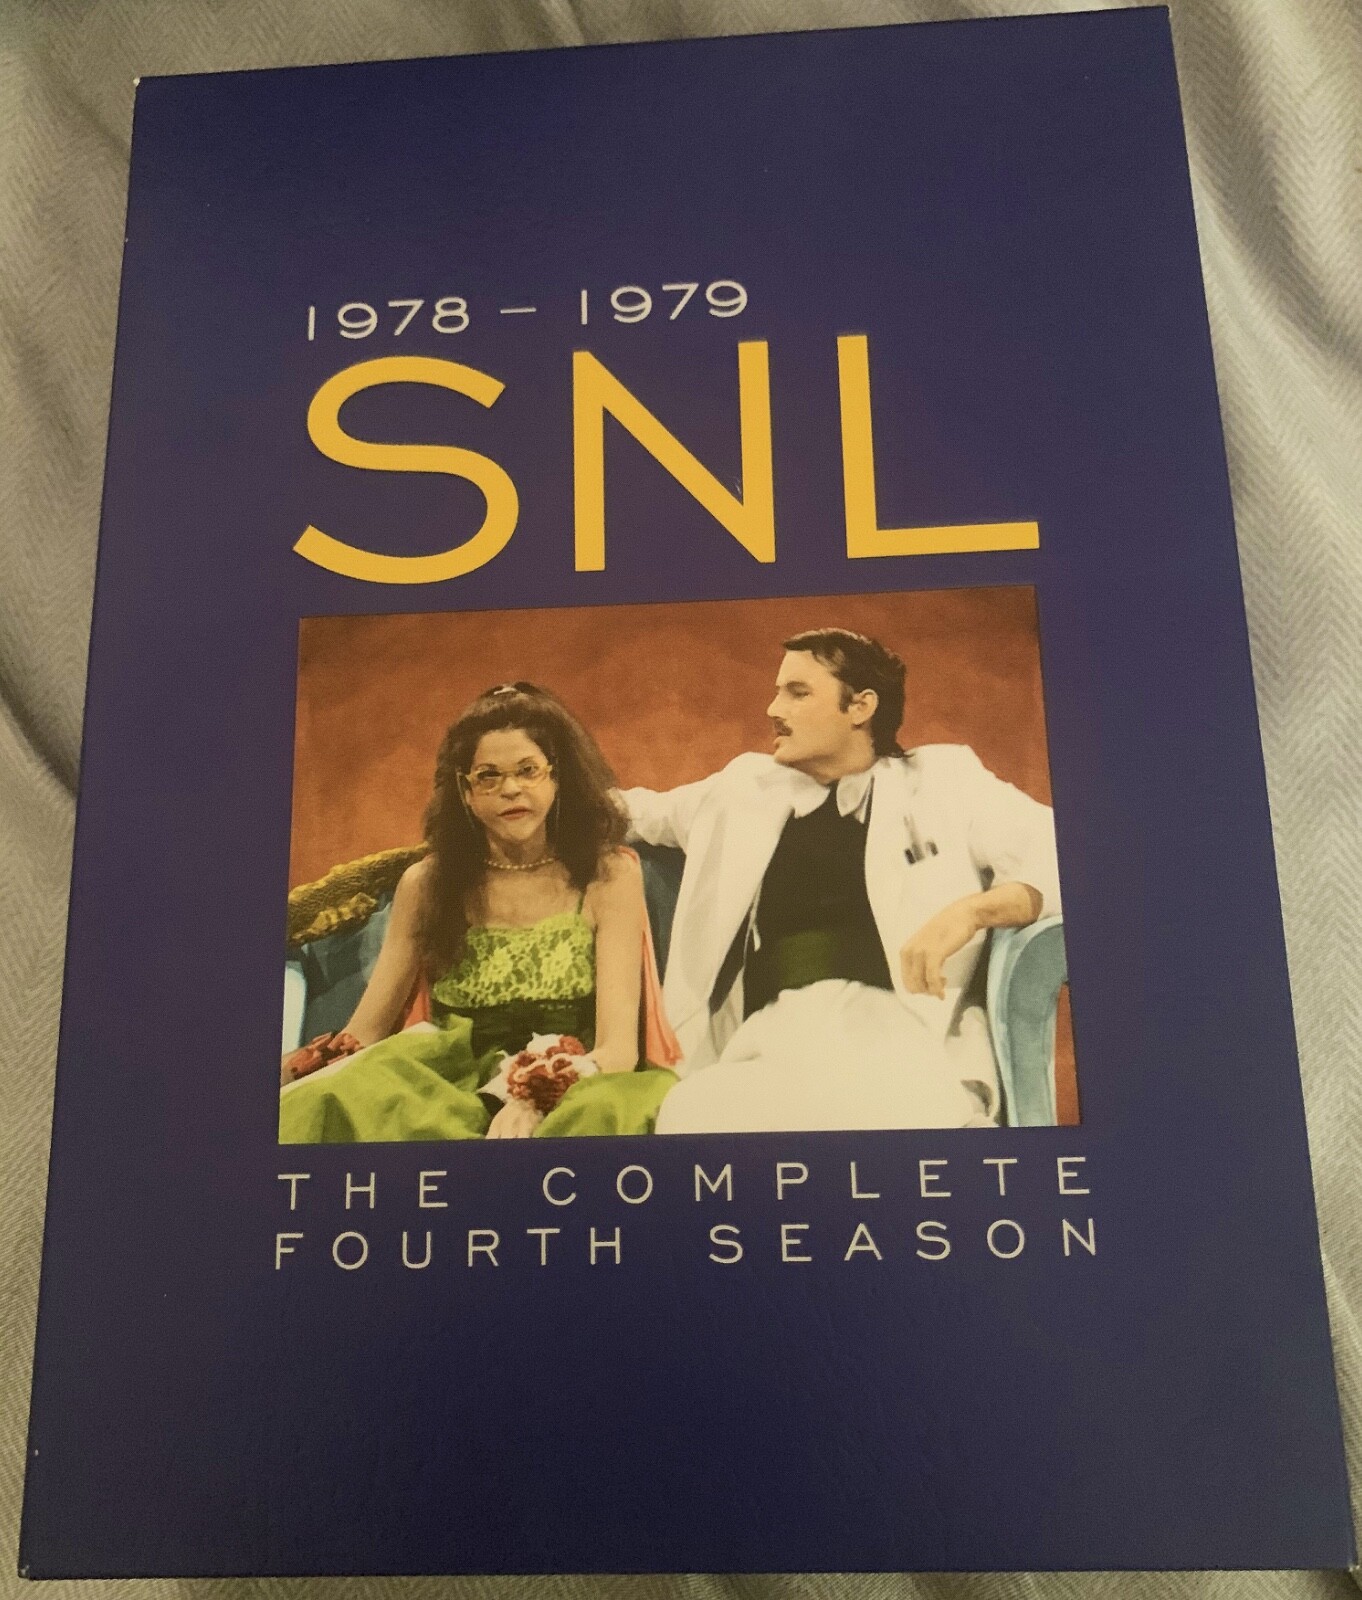 1978 – 1979
SNL
THE COMPLETE
FOURTH SEASON